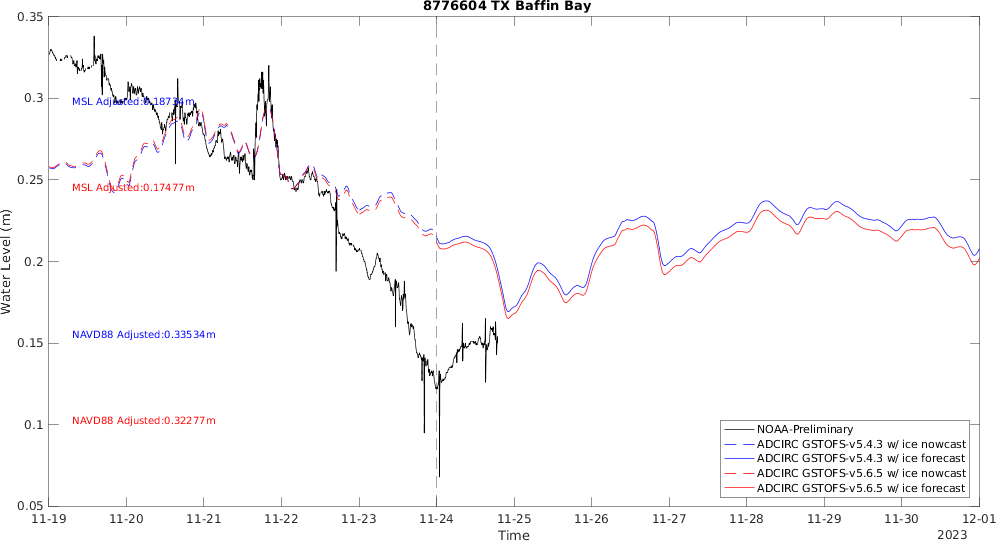 8776604 TX Baffin Bay
Water Level (m)
0.35
0.3
0.25
0.2
0.15
0.1
0.05
MSL Adjusted:0.18734m
MSL Adjusted:0.17477m
NAVD88 Adjusted:0.33534m
NAVD88 Adjusted:0.32277m
NOAA-Preliminary
ADCIRC GSTOFS-v5.4.3 w/ ice nowcast
ADCIRC GSTOFS-v5.4.3 w/ ice forecast
ADCIRC GSTOFS-v5.6.5 w/ ice nowcast
ADCIRC GSTOFS-v5.6.5 w/ ice forecast
11-19 11-20 11-21 11-22 11-23 11-24 11-25 11-26 11-27 11-28 11-29 11-30 12-01
Time
2023